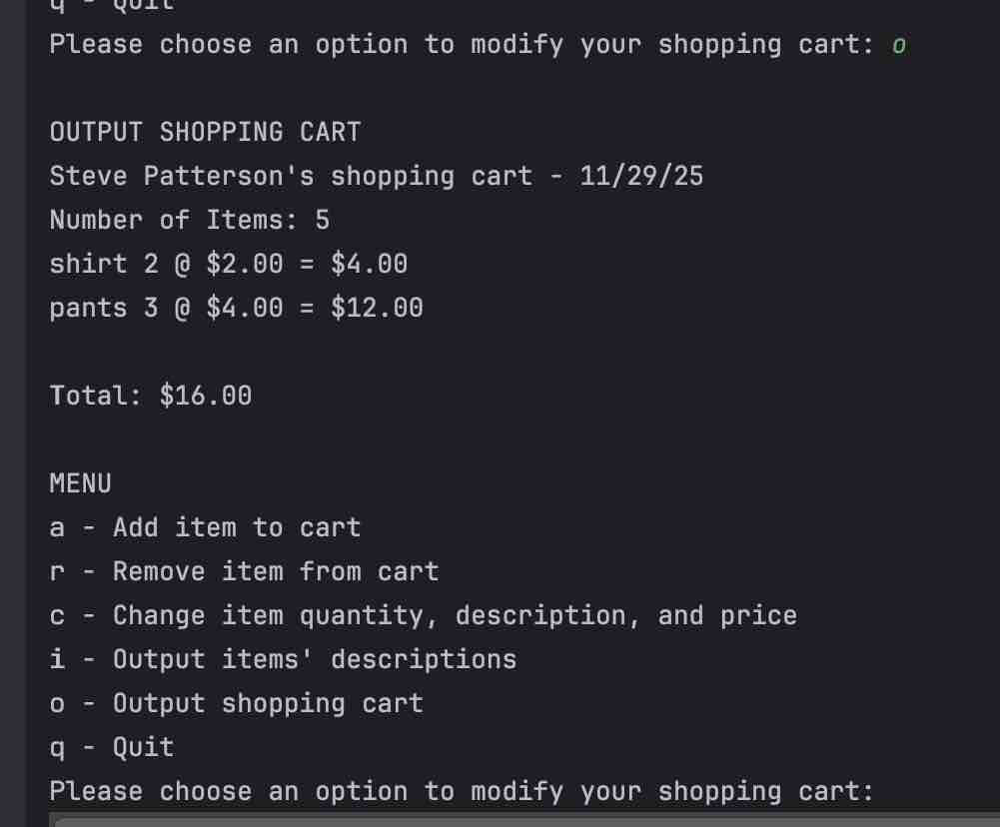 q - Quit
Please choose an option to modify your shopping cart: o
OUTPUT SHOPPING CART
Steve Patterson's shopping cart - 11/29/25
Number of Items: 5
shirt 2 @ $2.00 = $4.00
pants 3 @ $4.00 = $12.00
Total: $16.00
MENU
a - Add item to cart
r - Remove item from cart
c - Change item quantity, description, and price
i - Output items' descriptions
o - Output shopping cart
q - Quit
Please choose an option to modify your shopping cart: